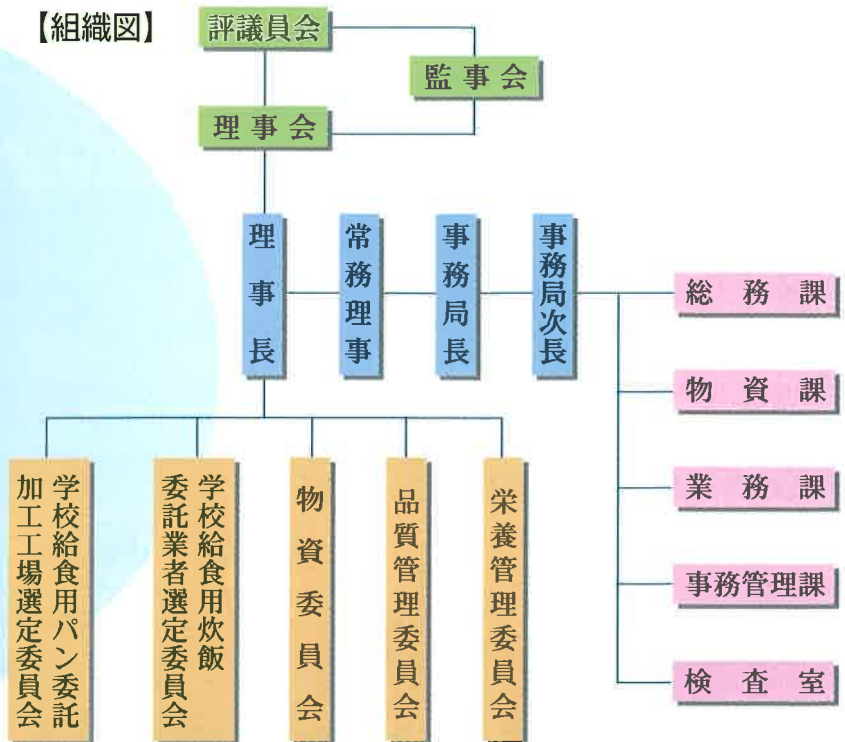 【組織図】
評議員会
監事会
理事会
理事長
常務理事
事務局長
事務局次長
総務課
物資課
業務課
事務管理課
検査室
学校給食用パン委託
加工工場選定委員会
学校給食用炊飯
委託業者選定委員会
物資委員会
品質管理委員会
栄養管理委員会